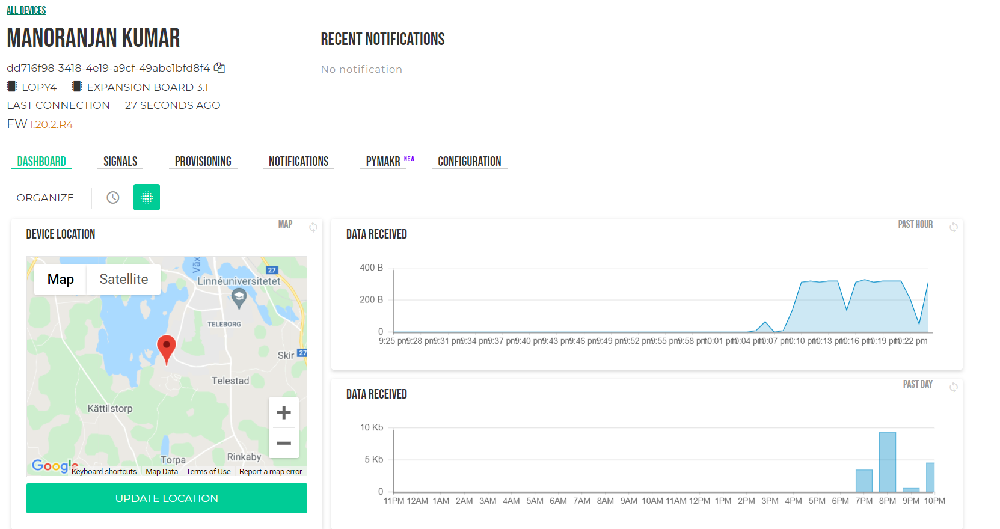 ALL DEVICES
MANORANJAN KUMAR
dd716f98-3418-4e19-a9cf-49abe1bfd8f4
LOPY4 EXPANSION BOARD 3.1
LAST CONNECTION 27 SECONDS AGO
FW 1.20.2.R4
RECENT NOTIFICATIONS
No notification
DASHBOARD SIGNALS PROVISIONING NOTIFICATIONS PYMAKR NEW CONFIGURATION
ORGANIZE
DEVICE LOCATION
MAP
Map Satellite
Väx
27
Linnéuniversitetet
TELEBORG
Skir 27
Telestad
Kättilstorp
Torpa
Rinkaby
Google
Keyboard shortcuts Map Data Terms of Use Report a map error
UPDATE LOCATION
DATA RECEIVED
PAST HOUR
400 B
200 B
0
9:25 pm 9:28 pm 9:31 pm 9:34 pm 9:37 pm 9:40 pm 9:43 pm 9:46 pm 9:49 pm 9:52 pm 9:55 pm 9:58 pm 10:01 pm 10:04 pm 10:07 pm 10:10 pm 10:13 pm 10:16 pm 10:19 pm 10:22 pm
DATA RECEIVED
PAST DAY
10 Kb
5 Kb
0
11PM 12AM 1AM 2AM 3AM 4AM 5AM 6AM 7AM 8AM 9AM 10AM 11AM 12PM 1PM 2PM 3PM 4PM 5PM 6PM 7PM 8PM 9PM 10PM